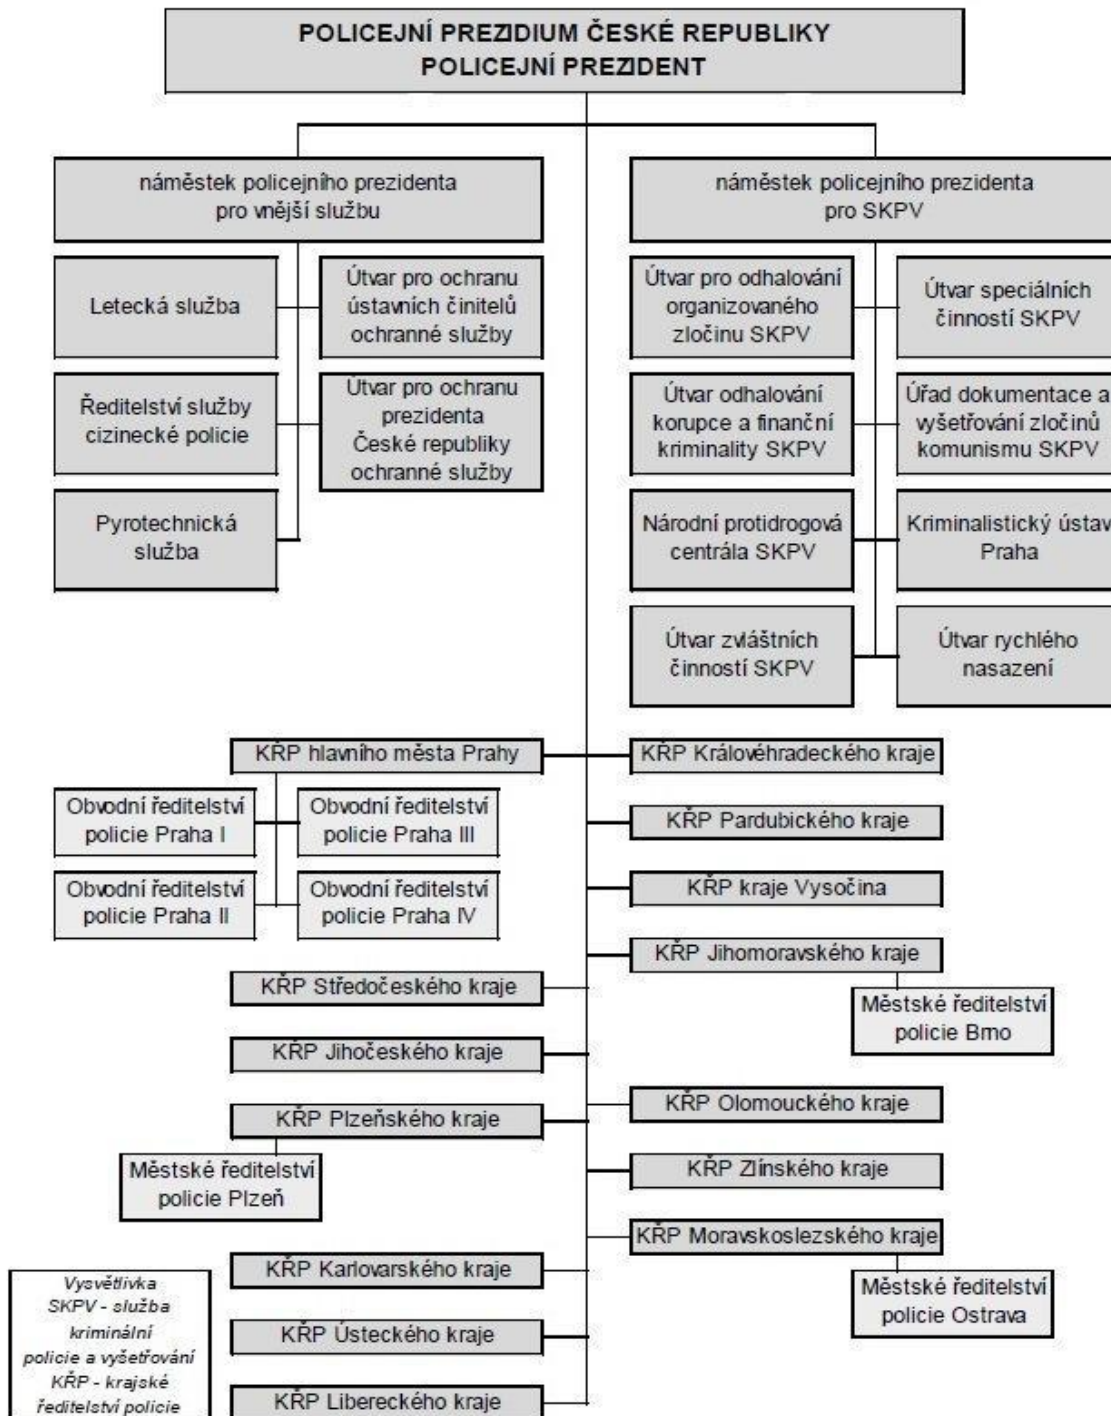 POLICEJNÍ PREZIDIUM ČESKÉ REPUBLIKY
POLICEJNÍ PREZIDENT
náměstek policejního prezidenta
pro vnější službu
Letecká služba
Útvar pro ochranu
ústavních činitelů
ochranné služby
Ředitelství služby
cizinecké policie
Útvar pro ochranu
prezidenta
České republiky
ochranné služby
Pyrotechnická
služba
náměstek policejního prezidenta
pro SKPV
Útvar pro odhalování
organizovaného
zločinu SKPV
Útvar speciálních
činností SKPV
Útvar odhalování
korupce a finanční
kriminality SKPV
Úřad dokumentace a
vyšetřování zločinů
komunismu SKPV
Národní protidrogová
centrála SKPV
Kriminalistický ústav
Praha
Útvar zvláštních
činností SKPV
Útvar rychlého
nasazení
KŘP hlavního města Prahy
Obvodní ředitelství
policie Praha I
Obvodní ředitelství
policie Praha III
Obvodní ředitelství
policie Praha II
Obvodní ředitelství
policie Praha IV
KŘP Středočeského kraje
KŘP Jihočeského kraje
KŘP Plzeňského kraje
Městské ředitelství
policie Plzeň
KŘP Karlovarského kraje
KŘP Ústeckého kraje
KŘP Libereckého kraje
KŘP Královéhradeckého kraje
KŘP Pardubického kraje
KŘP kraje Vysočina
KŘP Jihomoravského kraje
Městské ředitelství
policie Brno
KŘP Olomouckého kraje
KŘP Zlínského kraje
KŘP Moravskoslezského kraje
Městské ředitelství
policie Ostrava
Vysvětlivka
SKPV - služba
kriminální
policie a vyšetřování
KŘP - krajské
ředitelství policie